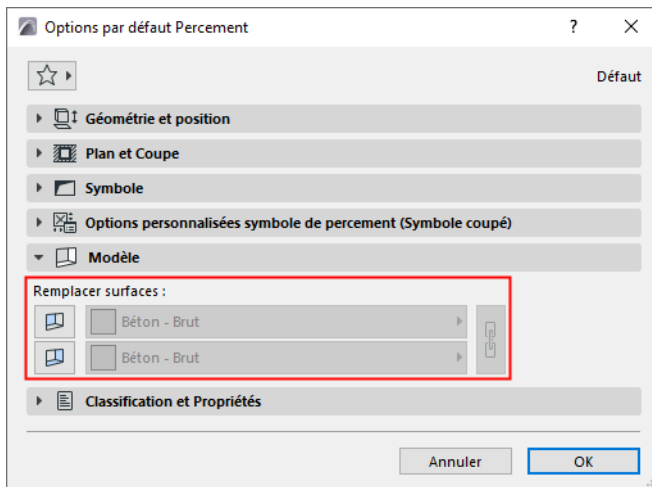 Options par défaut Percement
Défaut
Géométrie et position
Plan et Coupe
Symbole
Options personnalisées symbole de percement (Symbole coupé)
Modèle
Remplacer surfaces :
Béton - Brut
Béton - Brut
Classification et Propriétés
Annuler OK